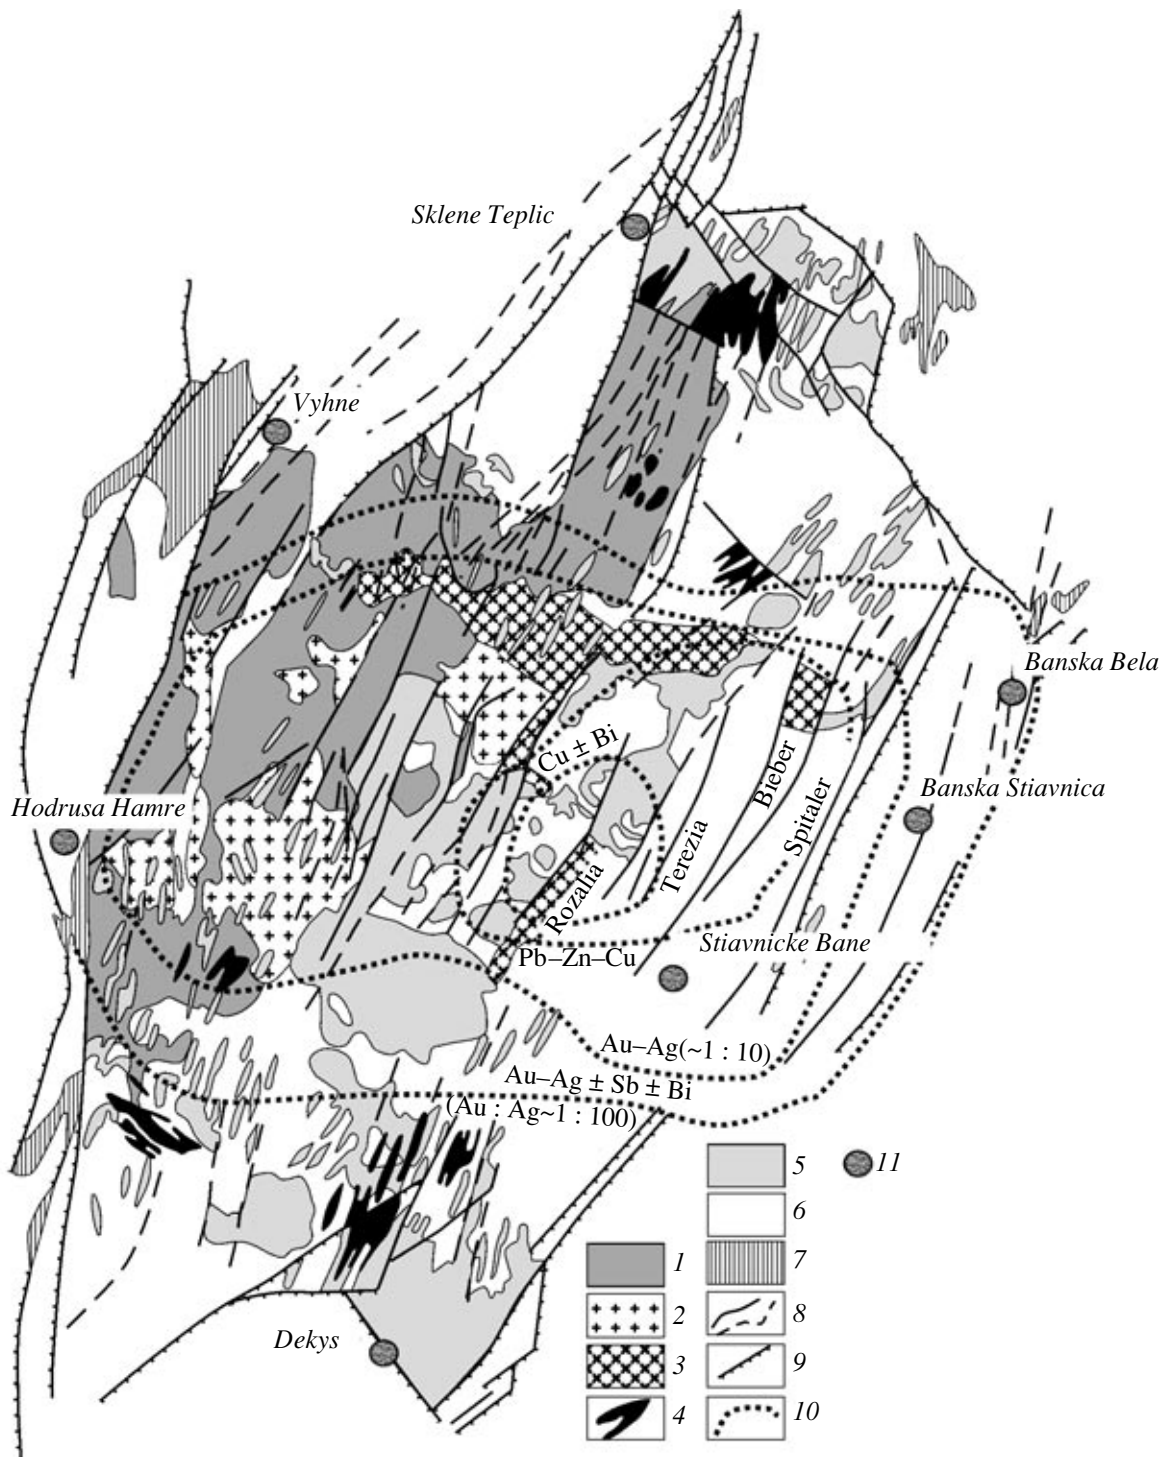 Sklene Teplic
Vyhne
Banska Bela
Cu ± Bi
Bieber
Hodrusa Hamre
Banska Stiavnica
Spitaler
Terezia
Rozalia
Stiavnicke Bane
Pb–Zn–Cu
Au–Ag(~1 : 10)
Au–Ag ± Sb ± Bi
(Au : Ag~1 : 100)
5
11
6
1
7
2
8
Dekys
3
9
4
10